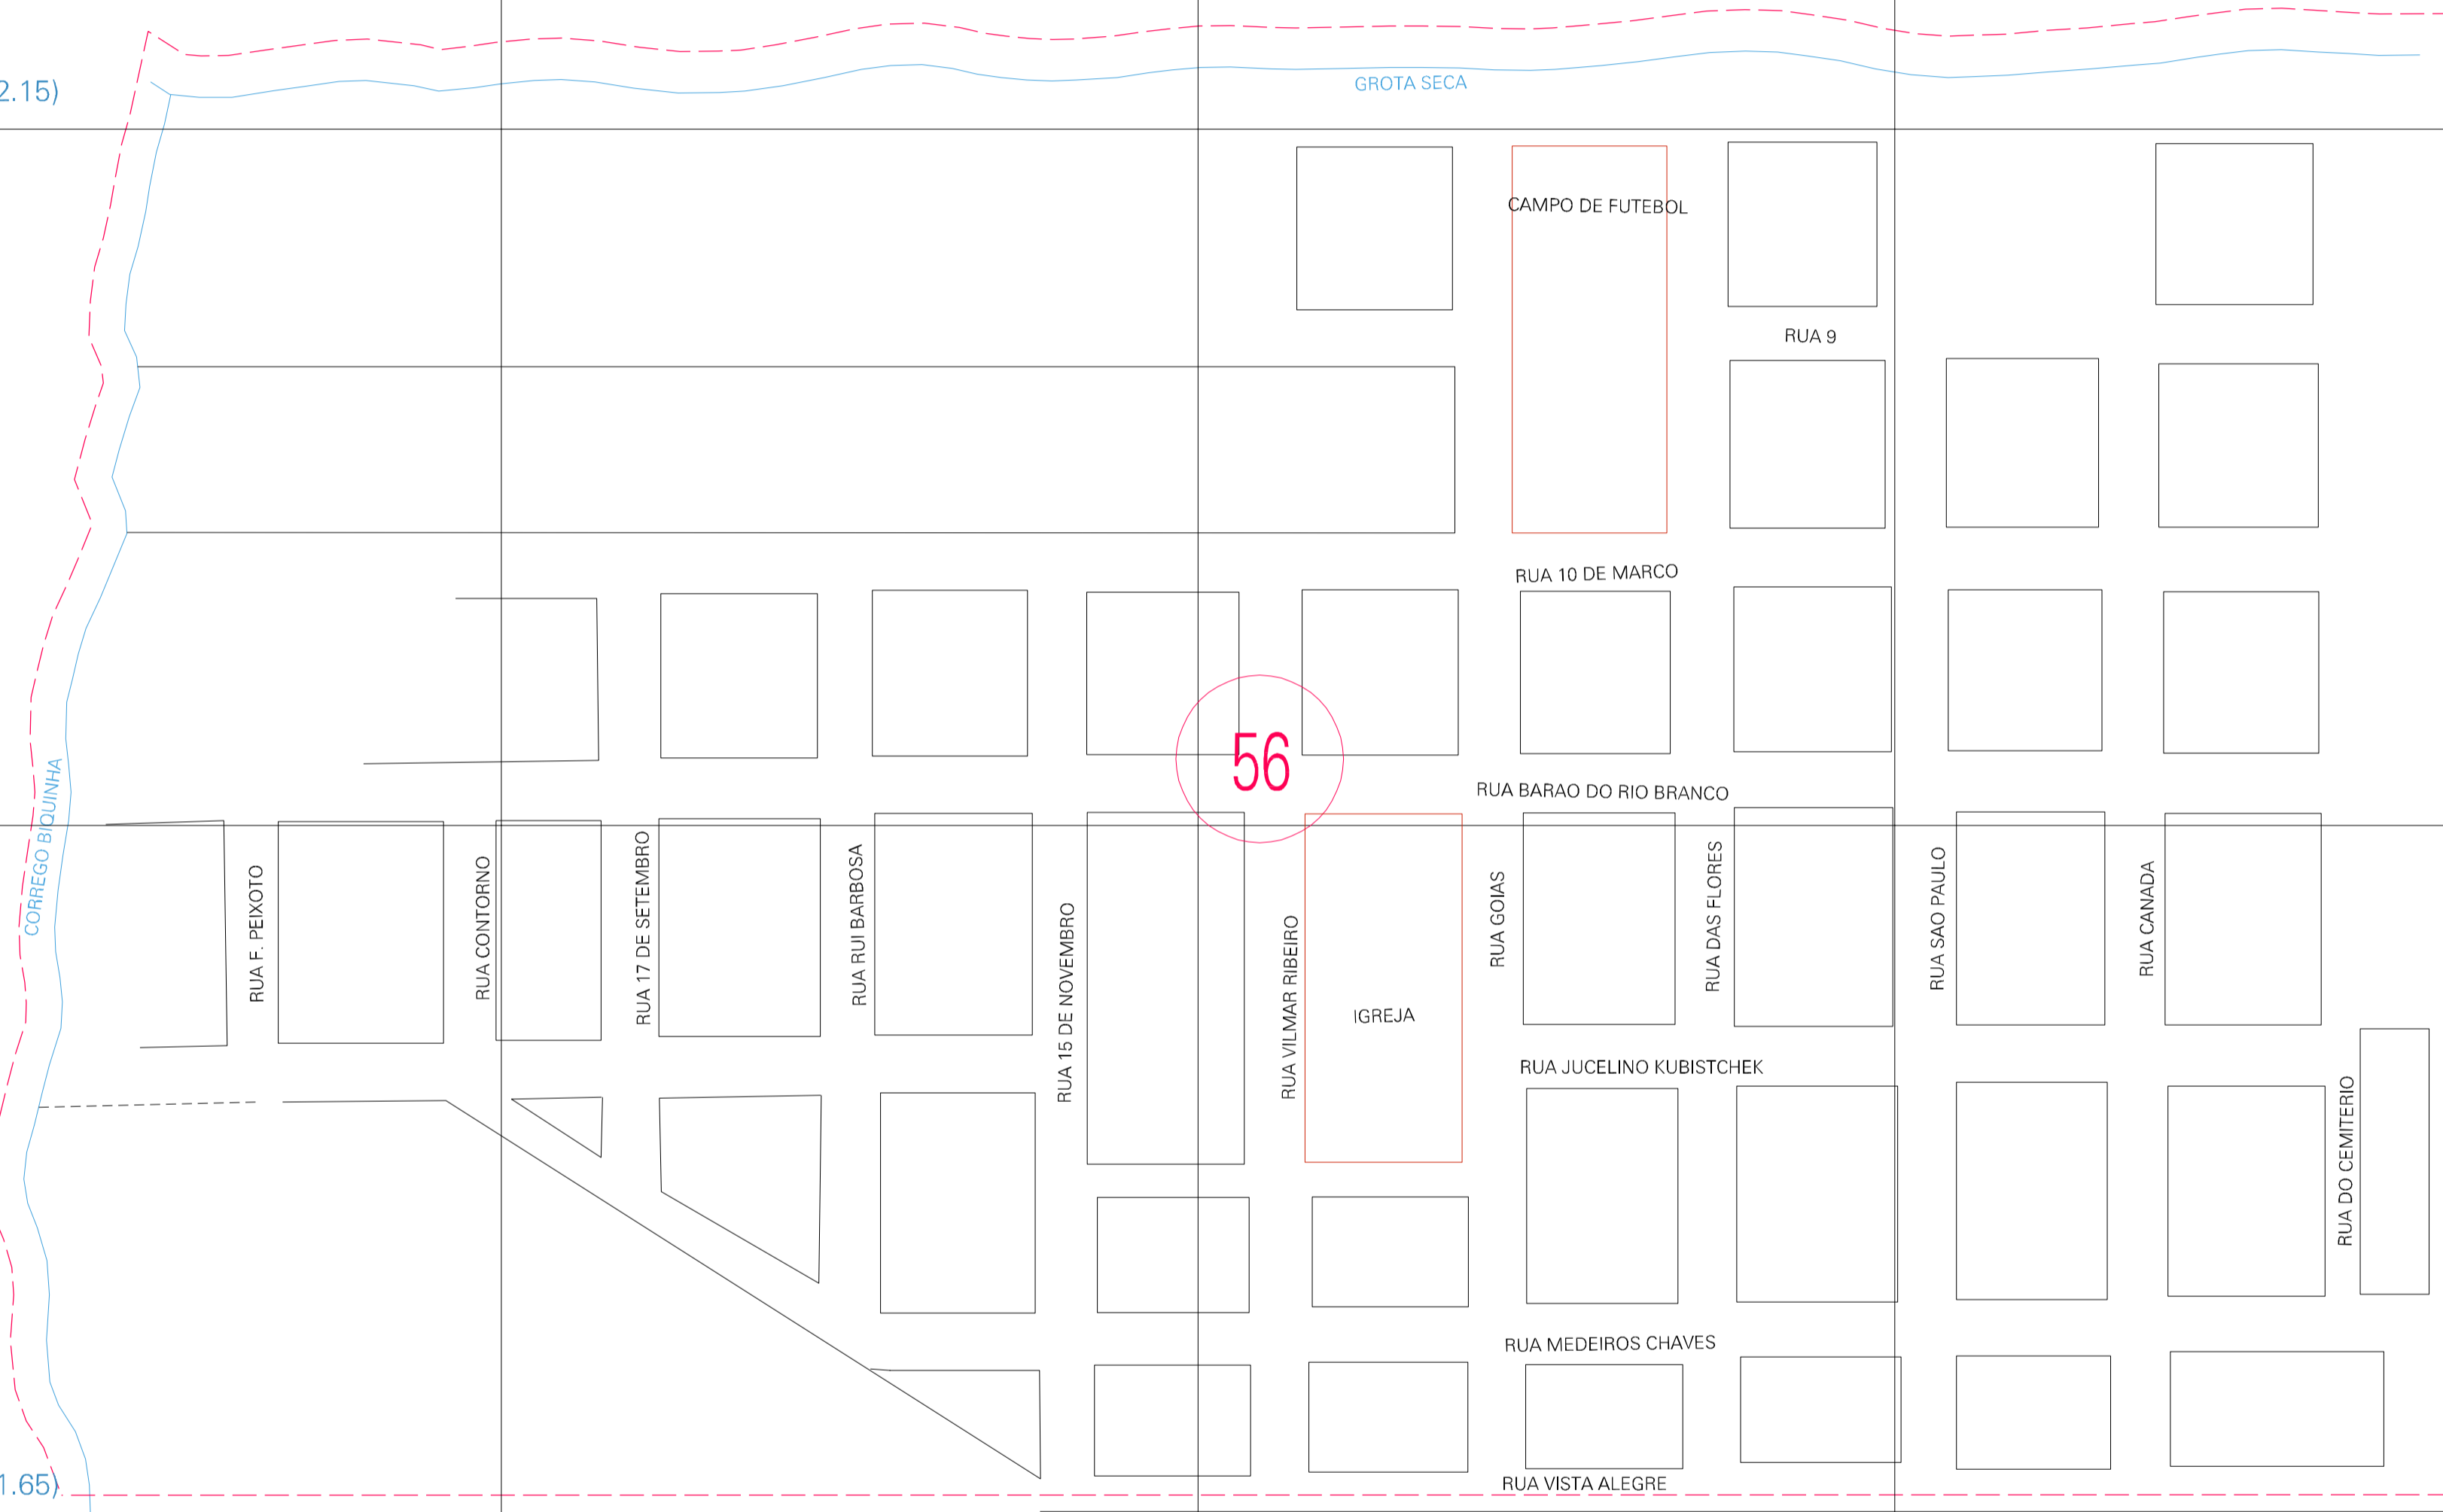 2.15)
GROTA SECA
CAMPO DE FUTEBOL
RUA 9
RUA 10 DE MARCO
56
RUA BARAO DO RIO BRANCO
CORREGO BIQUINHA
RUA F. PEIXOTO
RUA CONTORNO
RUA 17 DE SETEMBRO
RUA RUI BARBOSA
RUA 15 DE NOVEMBRO
RUA VILMAR RIBEIRO
IGREJA
RUA GOIAS
RUA DAS FLORES
RUA SAO PAULO
RUA CANADA
RUA JUCELINO KUBISTCHEK
RUA DO CEMITERIO
RUA MEDEIROS CHAVES
RUA VISTA ALEGRE
1.65)